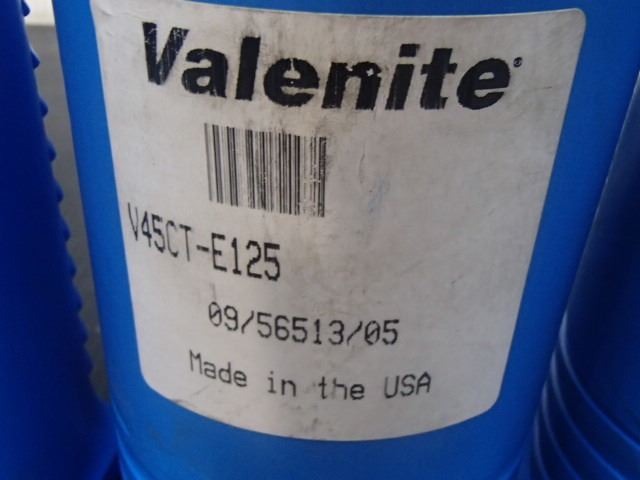 Valenite
V45CT-E125
09/56513/05
Made in the USA